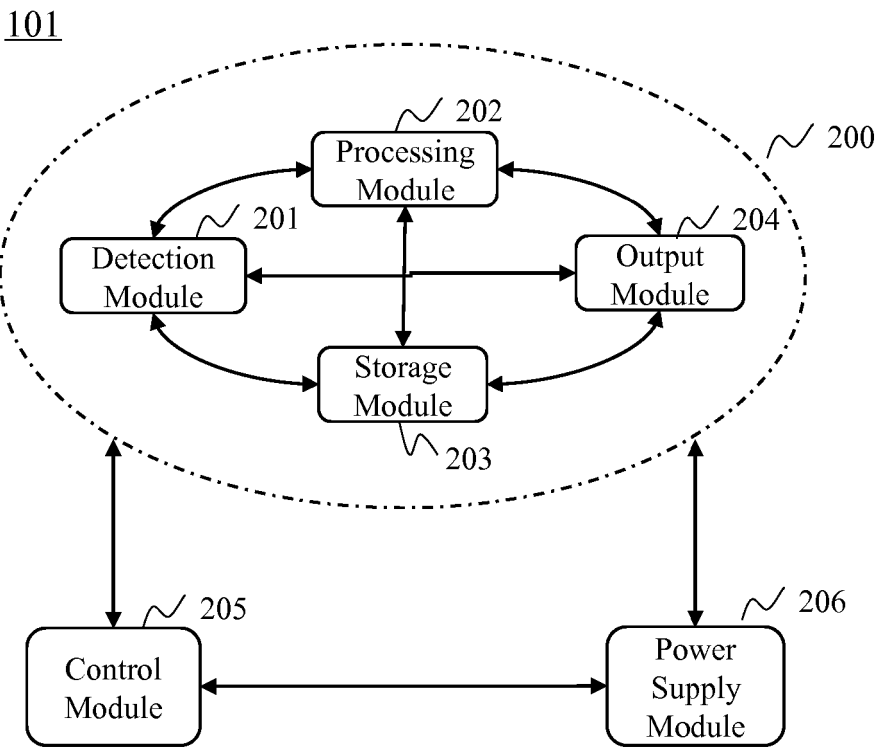 101
202
Processing
Module
200
201
Detection
Module
204
Output
Module
Storage
Module
203
205
Control
Module
206
Power
Supply
Module